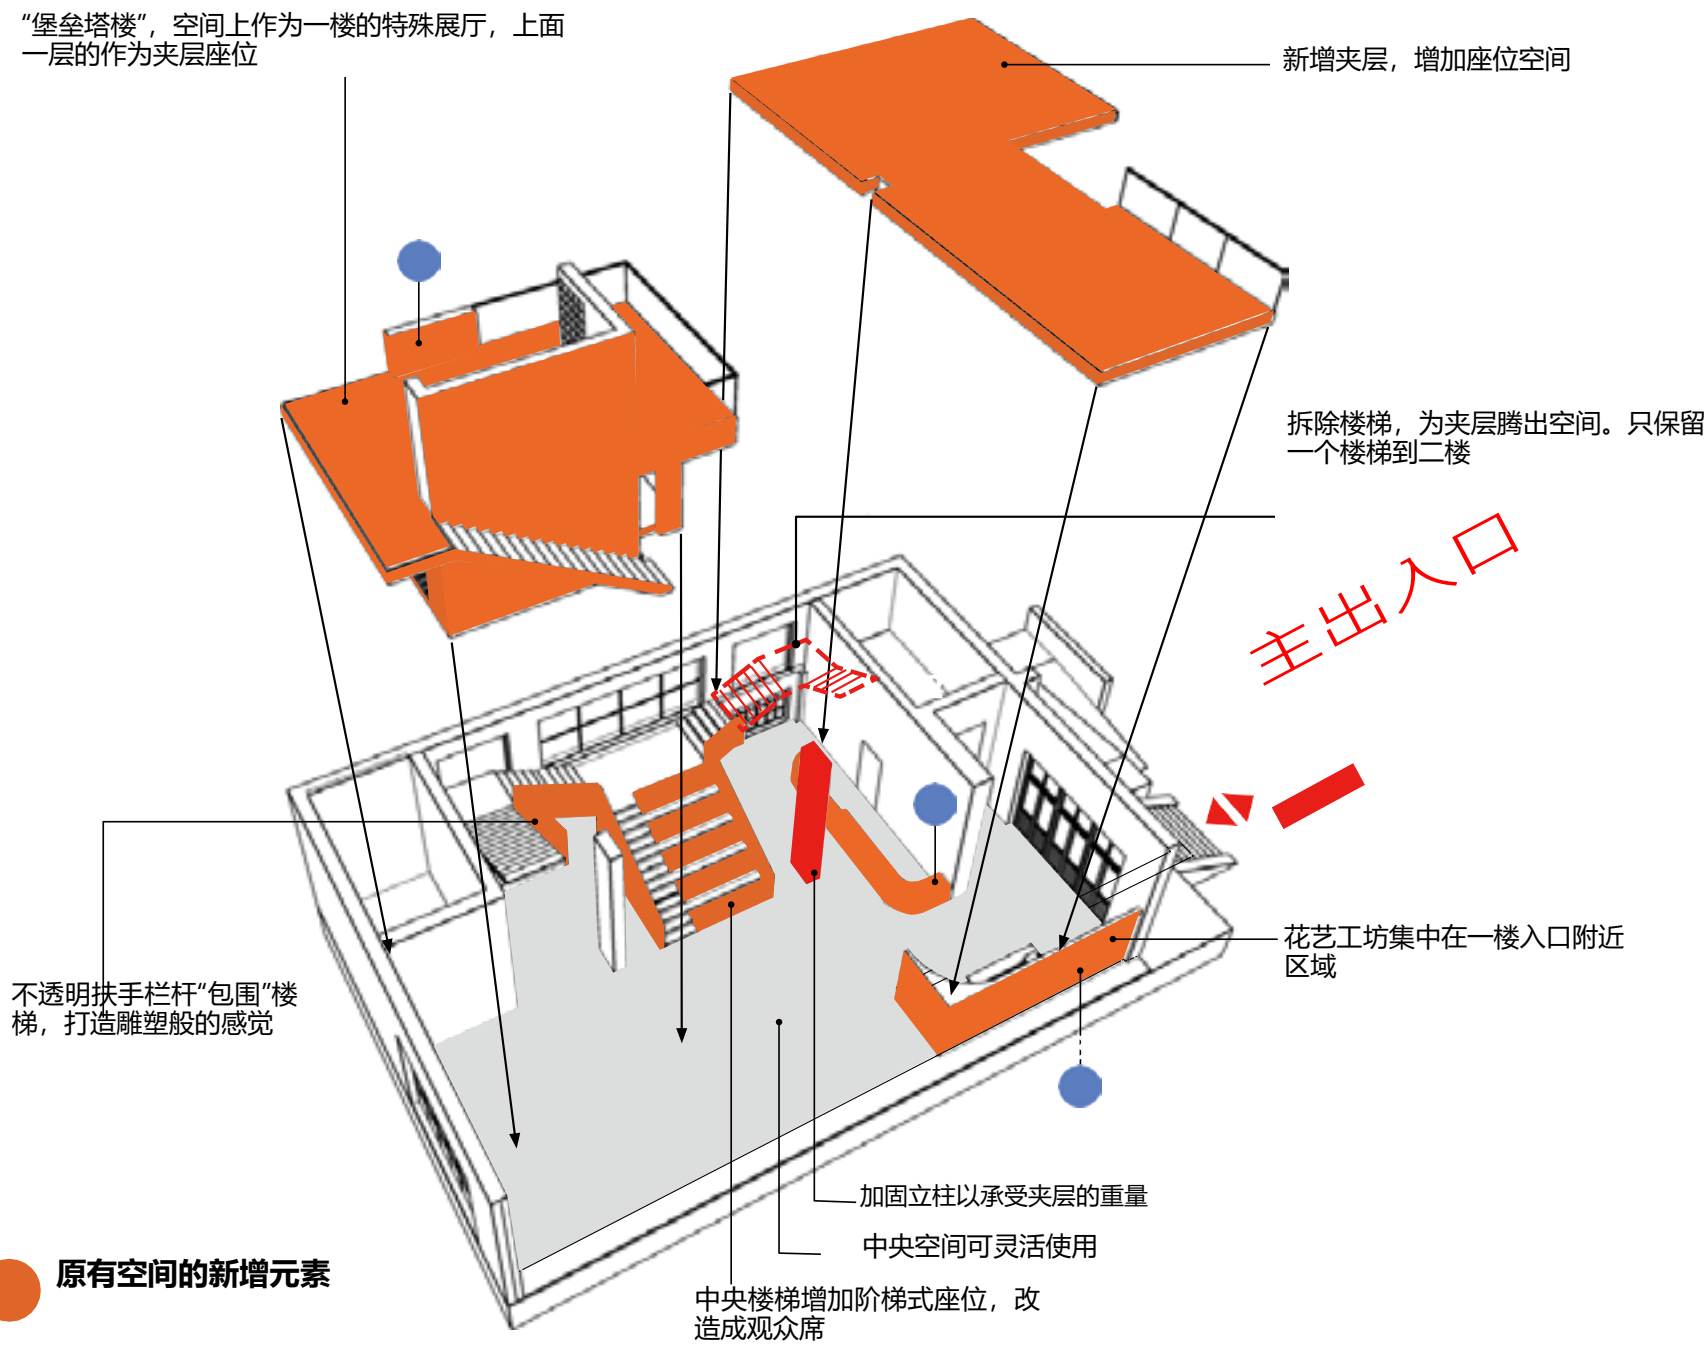 “堡垒塔楼”，空间上作为一楼的特殊展厅，上面
一层的作为夹层座位
新增夹层，增加座位空间
拆除楼梯，为夹层腾出空间。只保留
一个楼梯到二楼
主出入口
花艺工坊集中在一楼入口附近
区域
不透明扶手栏杆“包围”楼
梯，打造雕塑般的感觉
加固立柱以承受夹层的重量
中央空间可灵活使用
原有空间的新增元素
中央楼梯增加阶梯式座位，改
造成观众席